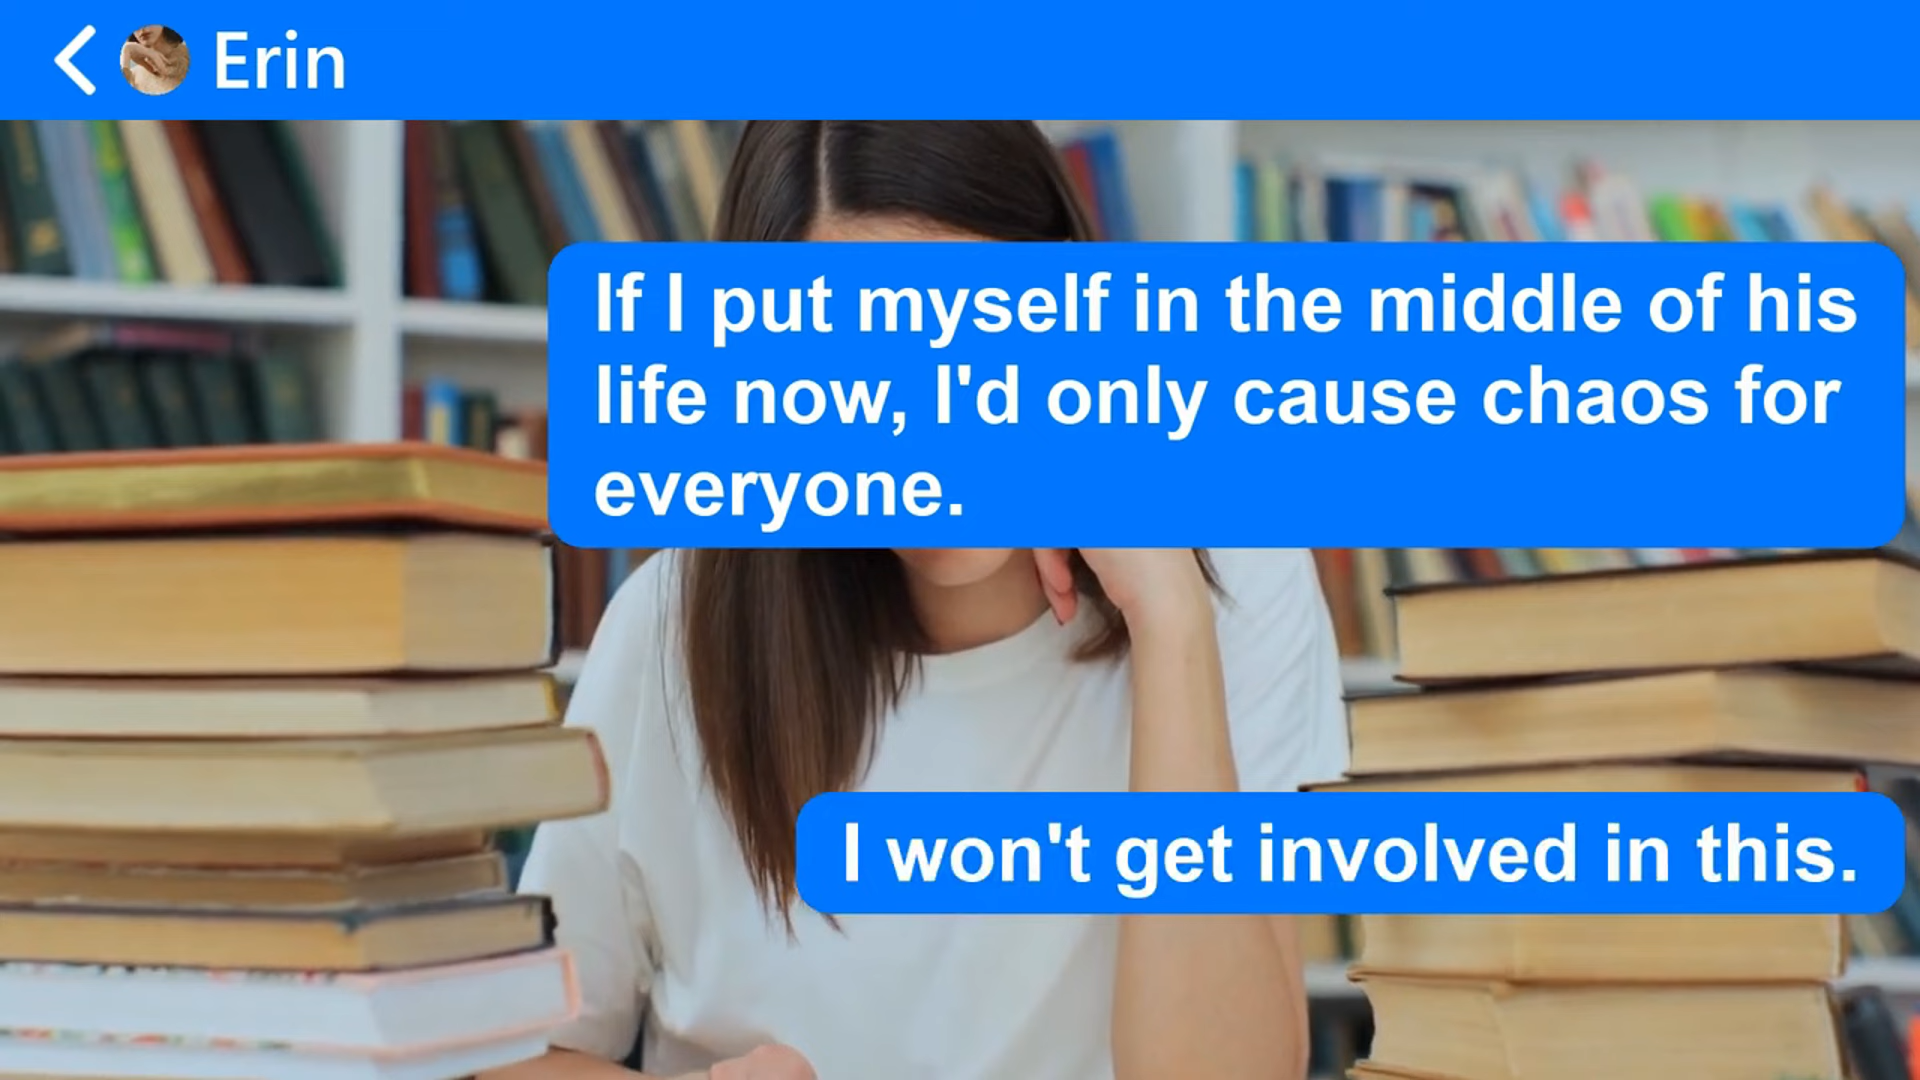 Erin
If I put myself in the middle of his
life now, I'd only cause chaos for
everyone.
I won't get involved in this.